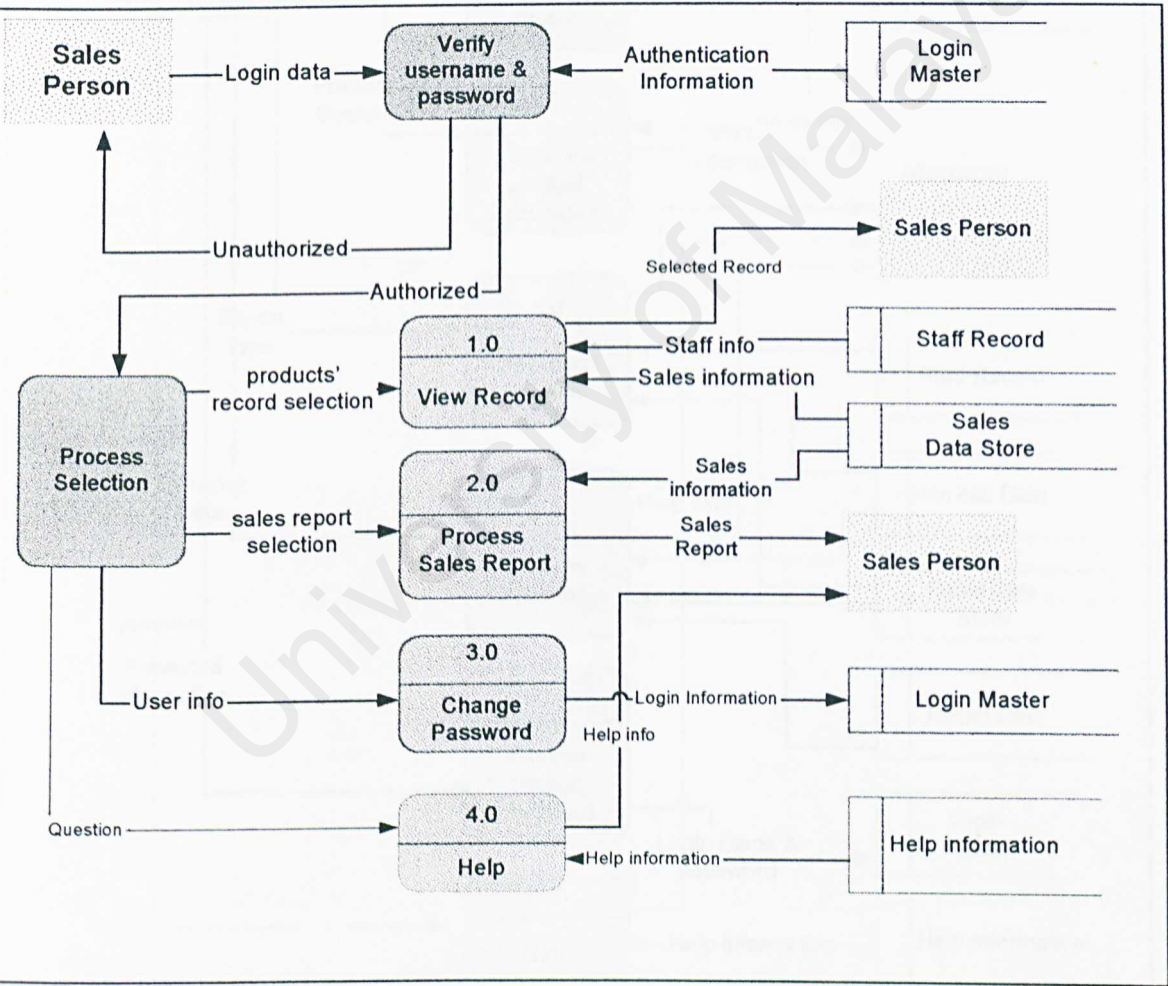 Sales
Person
Login data
Verify
username &
password
Authentication
Information
Login
Master
Unauthorized
Authorized
Selected Record
Sales Person
1.0
View Record
Staff info
Staff Record
products'
record selection
Sales information
Sales
Data Store
Process
Selection
2.0
Process
Sales Report
Sales
information
sales report
selection
Sales
Report
Sales Person
3.0
Change
Password
User info
Login Information
Login Master
Help info
4.0
Help
Question
Help information
Help information
University of Malaya